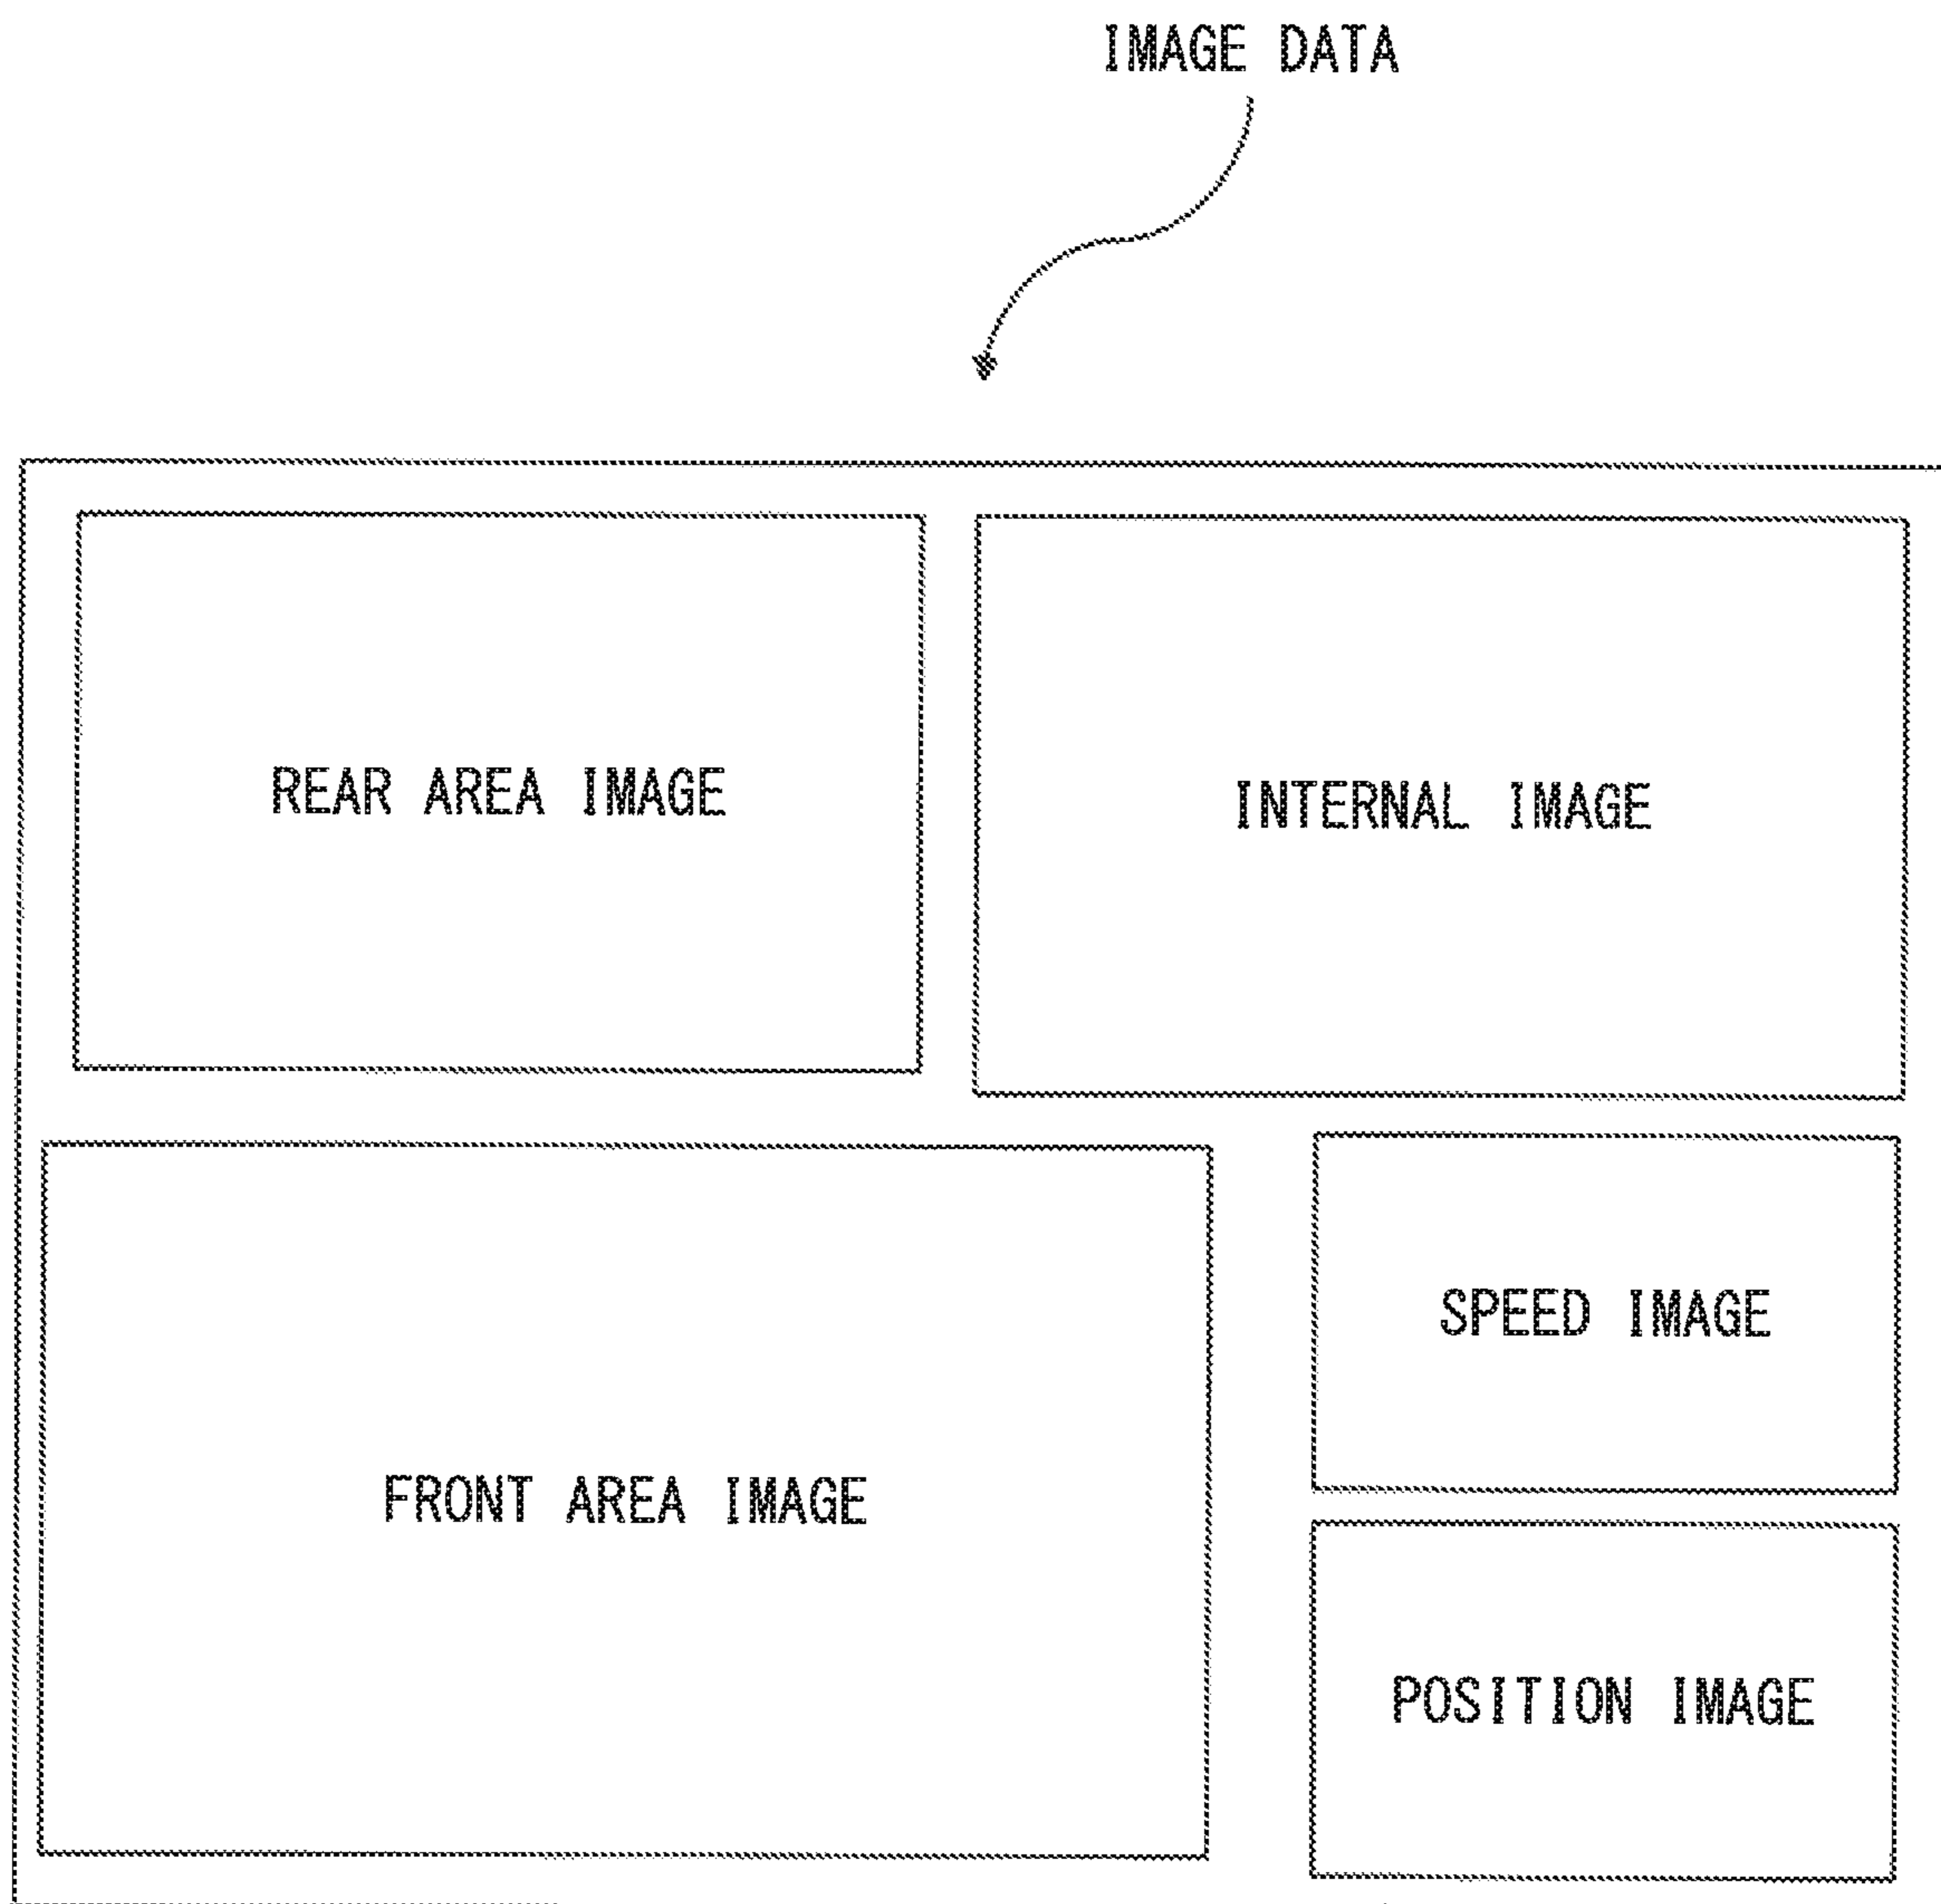 IMAGE DATA
REAR AREA IMAGE
INTERNAL IMAGE
FRONT AREA IMAGE
SPEED IMAGE
POSITION IMAGE